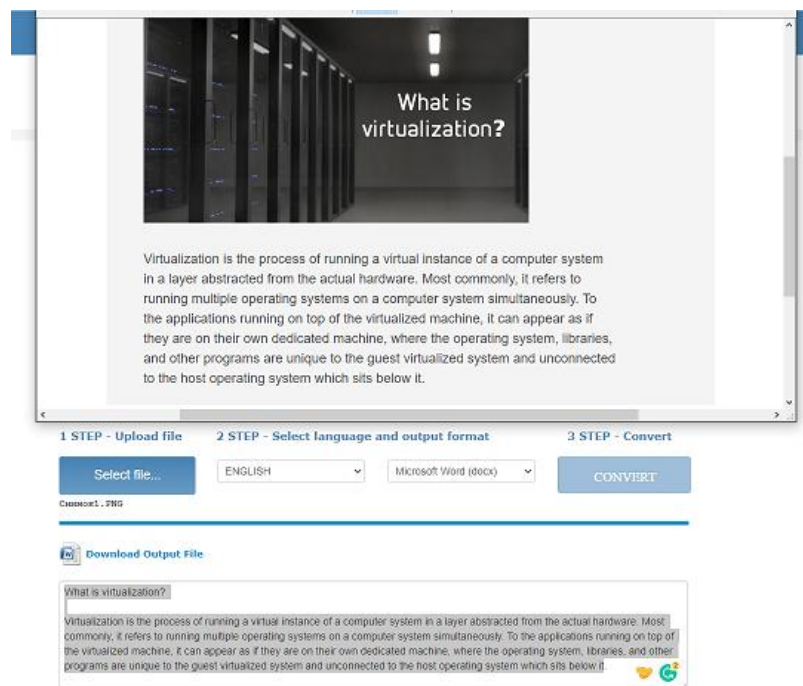 What is
virtualization?
Virtualization is the process of running a virtual instance of a computer system
in a layer abstracted from the actual hardware. Most commonly, it refers to
running multiple operating systems on a computer system simultaneously. To
the applications running on top of the virtualized machine, it can appear as if
they are on their own dedicated machine, where the operating system, libraries,
and other programs are unique to the guest virtualized system and unconnected
to the host operating system which sits below it.
1 STEP - Upload file 2 STEP - Select language and output format 3 STEP - Convert
Select file... ENGLISH Microsoft Word (docx) CONVERT
Снимок1.PNG
Download Output File
What is virtualization?
Virtualization is the process of running a virtual instance of a computer system in a layer abstracted from the actual hardware. Most
commonly, it refers to running multiple operating systems on a computer system simultaneously. To the applications running on top of
the virtualized machine, it can appear as if they are on their own dedicated machine, where the operating system, libraries, and other
programs are unique to the guest virtualized system and unconnected to the host operating system which sits below it.
2